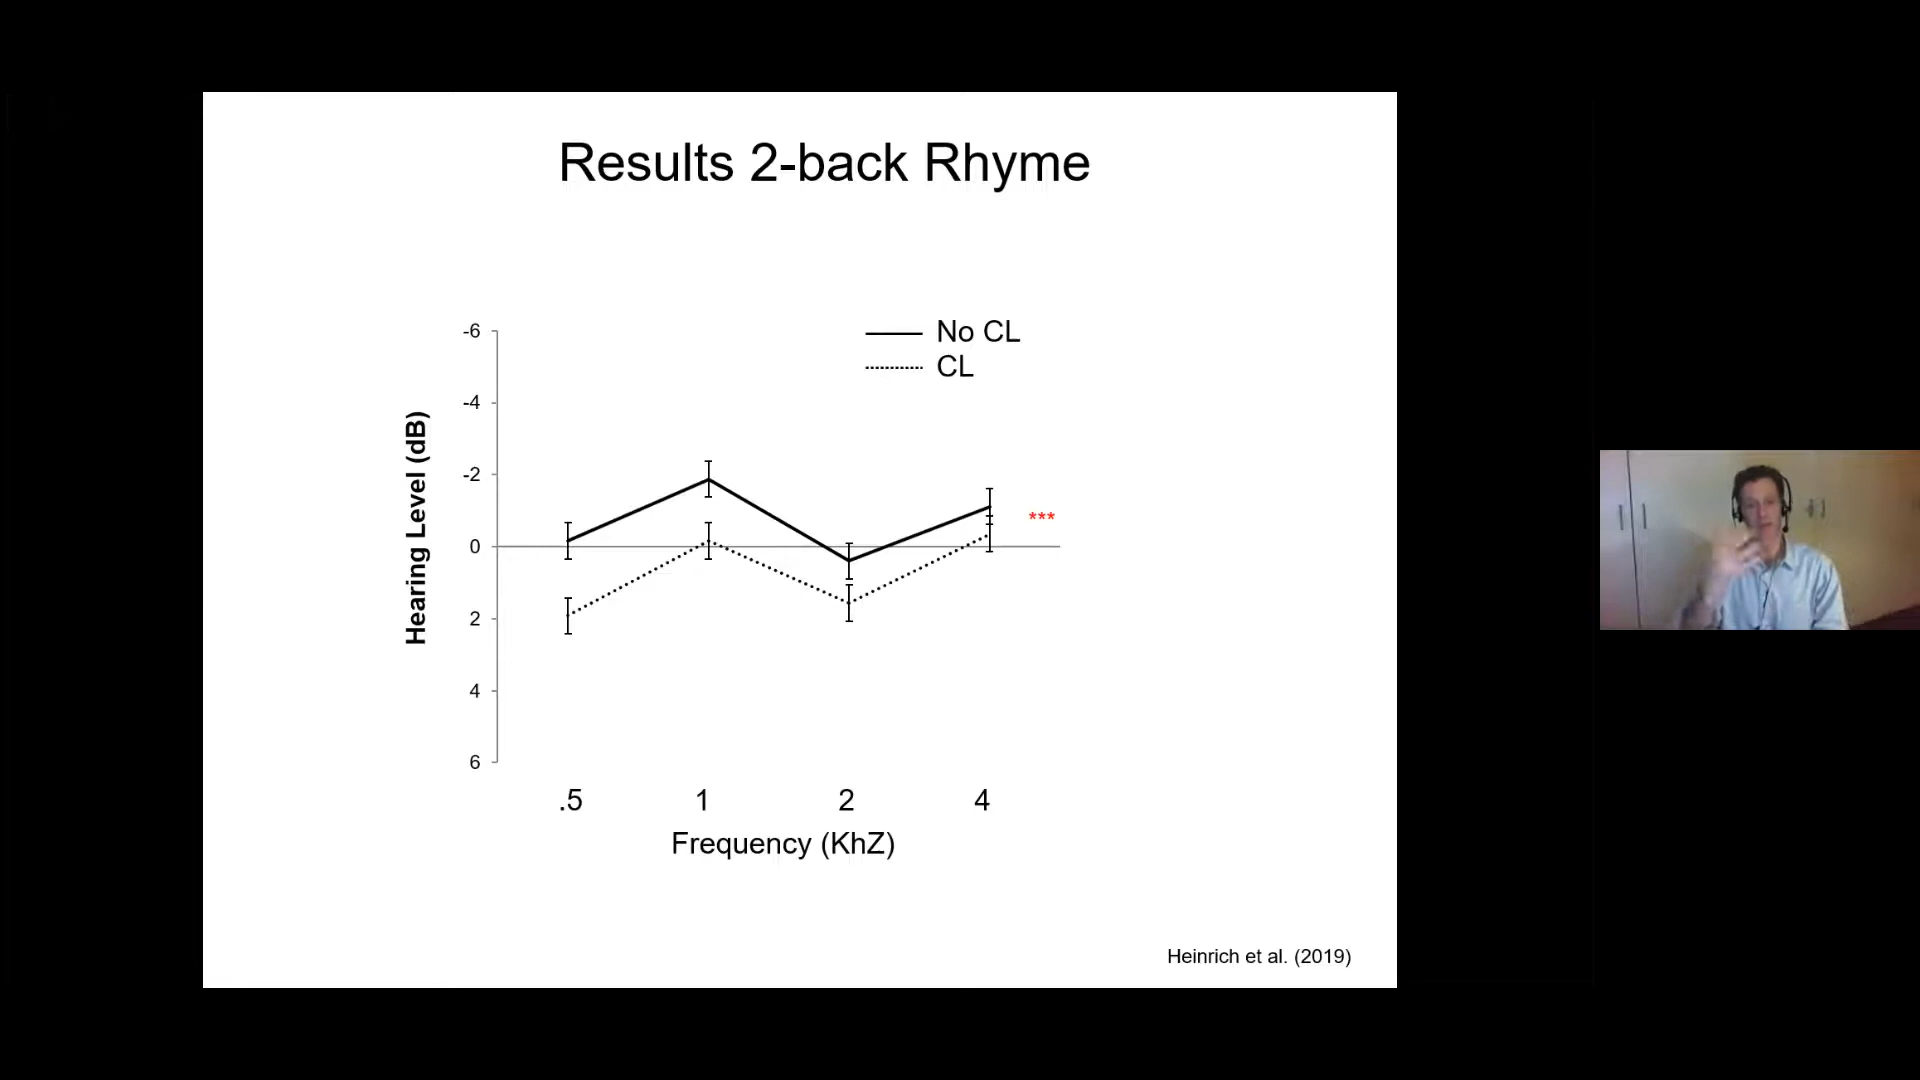 Results 2-back Rhyme
No CL
CL
-6
-4
-2
0
2
4
6
Hearing Level (dB)
***
.5 1 2 4
Frequency (KhZ)
Heinrich et al. (2019)